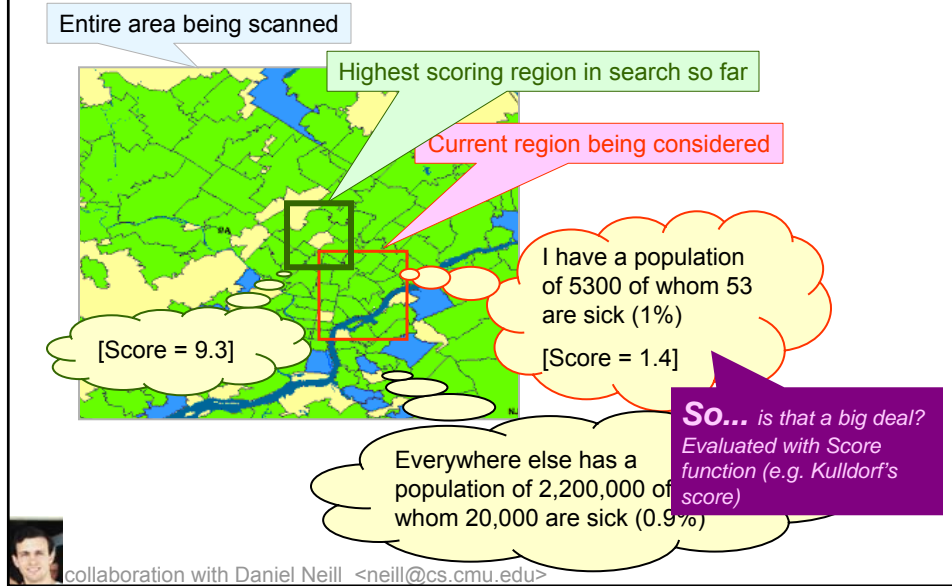 Entire area being scanned
Highest scoring region in search so far
Current region being considered
PA
I have a population
of 5300 of whom 53
are sick (1%)
[Score = 1.4]
[Score = 9.3]
NJ
So... is that a big deal?
Evaluated with Score
function (e.g. Kulldorf's
score)
Everywhere else has a
population of 2,200,000 of
whom 20,000 are sick (0.9%)
collaboration with Daniel Neill <neill@cs.cmu.edu>